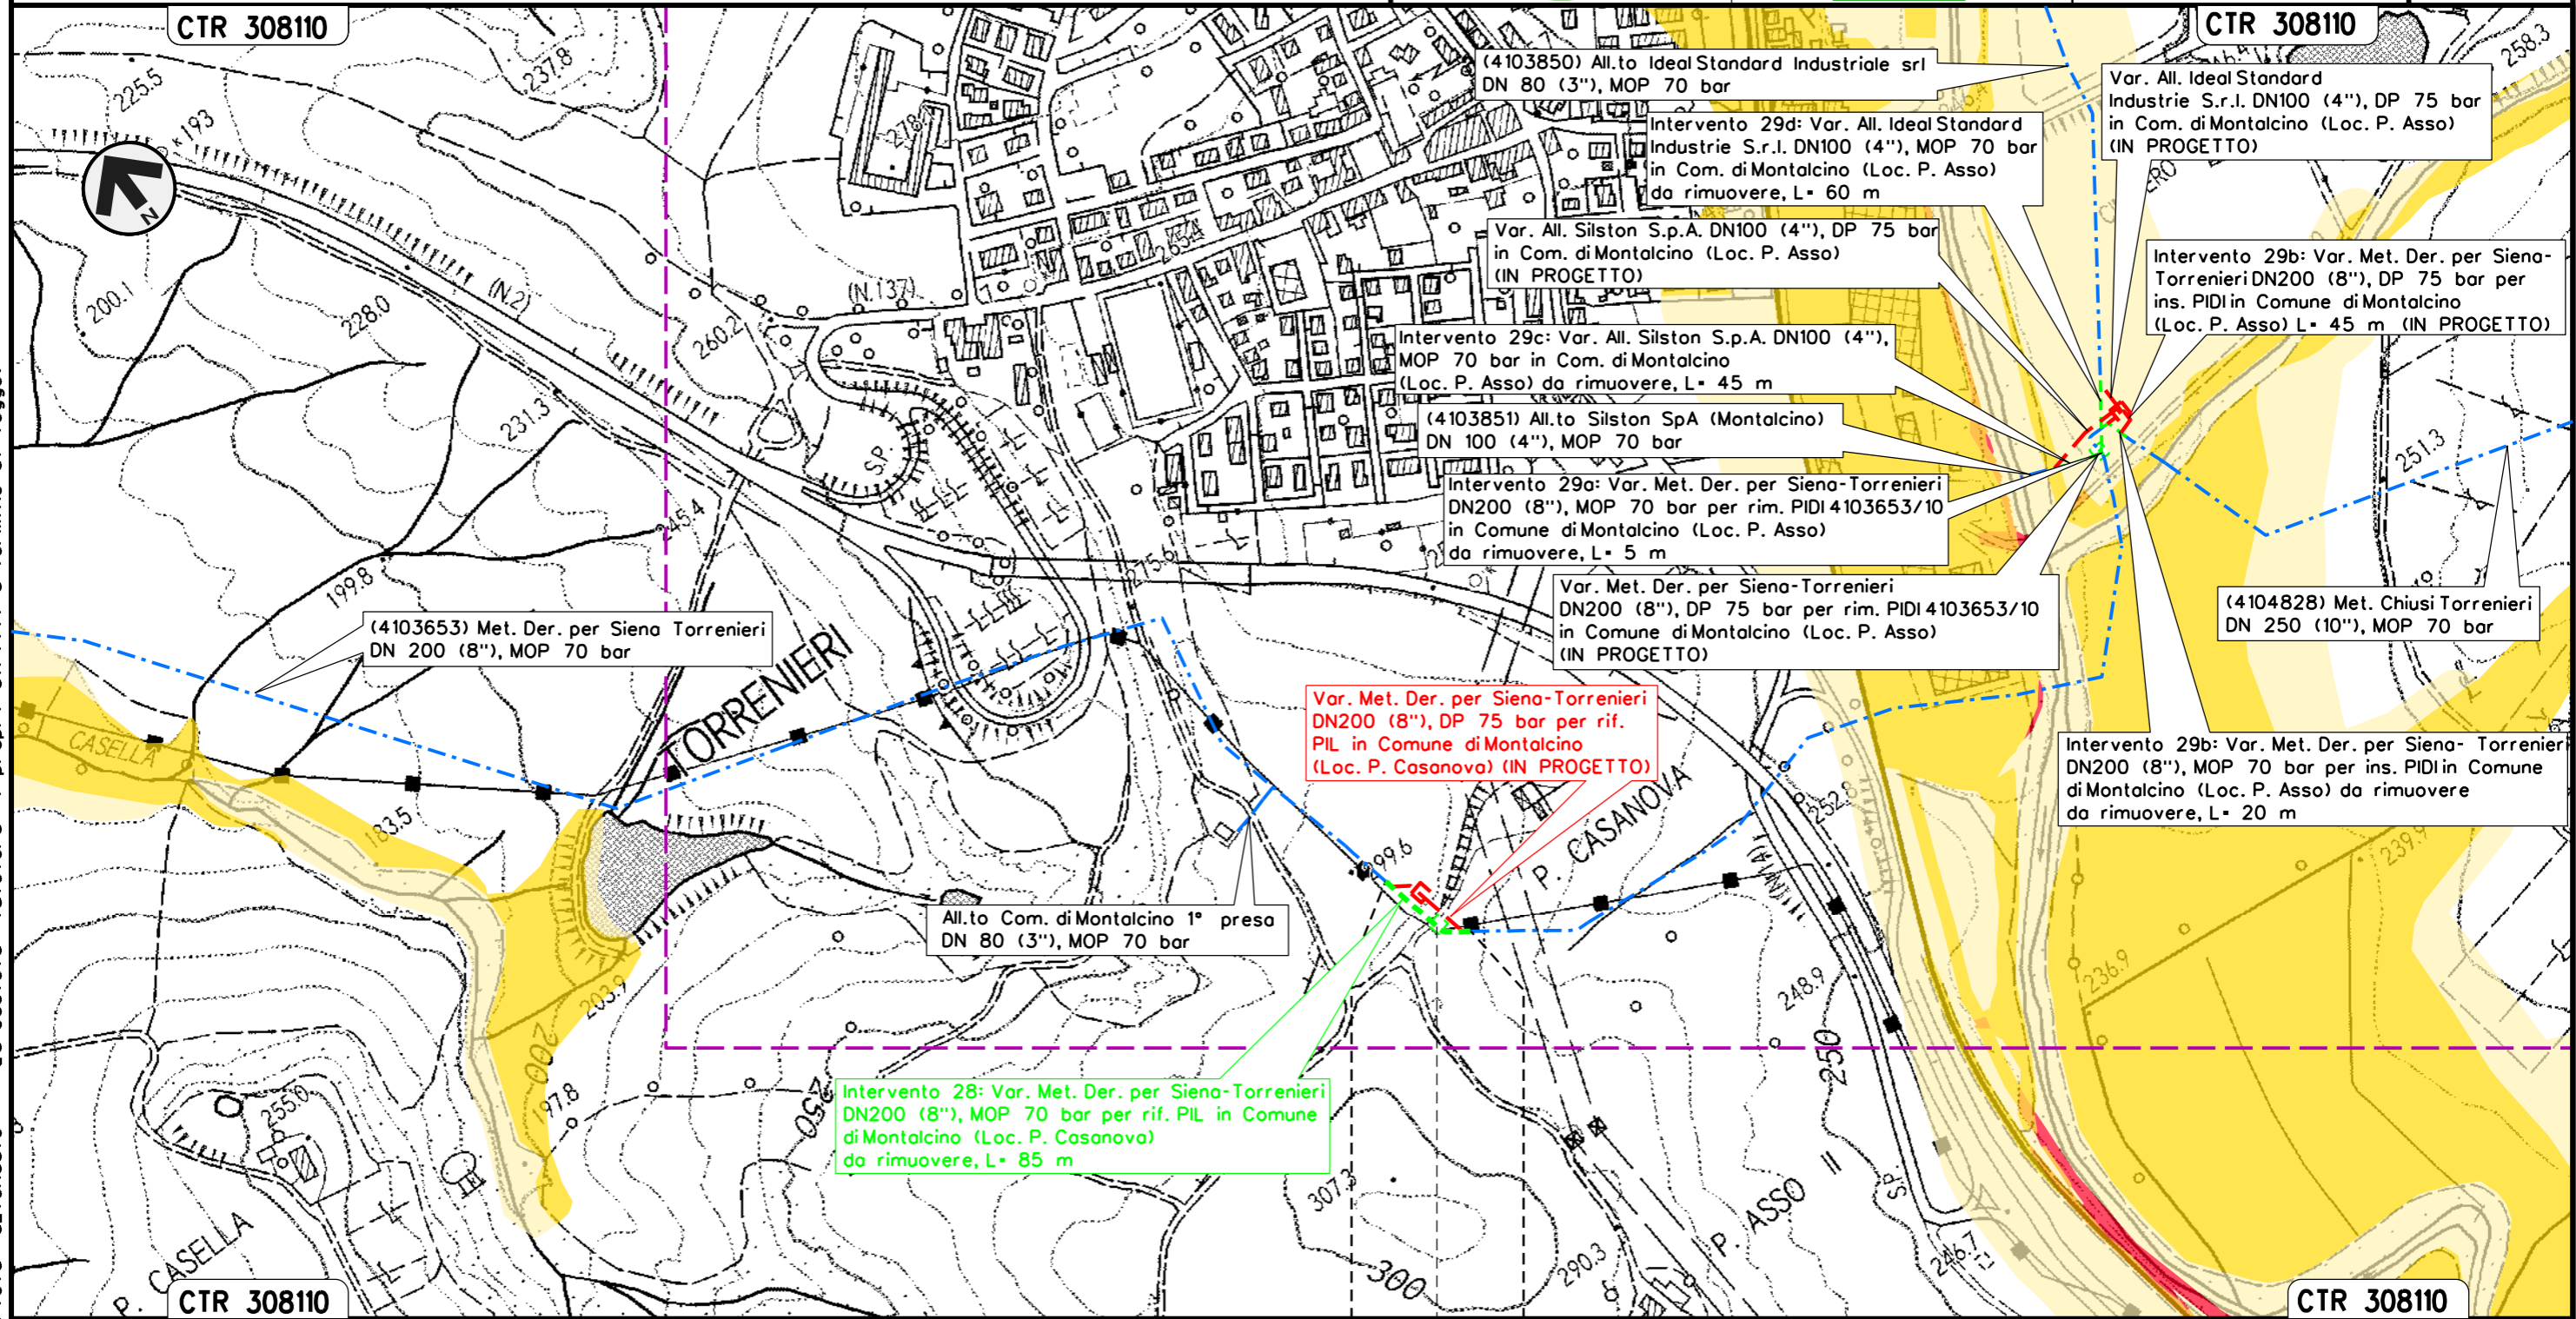 CTR 308110
CTR 308110
(4103850) All.to Ideal Standard Industriale srl
DN 80 (3"), MOP 70 bar
Var. All. Ideal Standard
Industrie S.r.l. DN100 (4"), DP 75 bar
in Com. di Montalcino (Loc. P. Asso)
(IN PROGETTO)
Intervento 29d: Var. All. Ideal Standard
Industrie S.r.l. DN100 (4"), MOP 70 bar
in Com. di Montalcino (Loc. P. Asso)
da rimuovere, L= 60 m
Var. All. Silston S.p.A. DN100 (4"), DP 75 bar
in Com. di Montalcino (Loc. P. Asso)
(IN PROGETTO)
Intervento 29b: Var. Met. Der. per Siena-
Torrenieri DN200 (8"), DP 75 bar per
ins. PIDI in Comune di Montalcino
(Loc. P. Asso) L= 45 m (IN PROGETTO)
Intervento 29c: Var. All. Silston S.p.A. DN100 (4"),
MOP 70 bar in Com. di Montalcino
(Loc. P. Asso) da rimuovere, L= 45 m
(4103851) All.to Silston SpA (Montalcino)
DN 100 (4"), MOP 70 bar
Intervento 29a: Var. Met. Der. per Siena-Torrenieri
DN200 (8"), MOP 70 bar per rim. PIDI 4103653/10
in Comune di Montalcino (Loc. P. Asso)
da rimuovere, L= 5 m
Var. Met. Der. per Siena-Torrenieri
DN200 (8"), DP 75 bar per rim. PIDI 4103653/10
in Comune di Montalcino (Loc. P. Asso)
(IN PROGETTO)
(4104828) Met. Chiusi Torrenieri
DN 250 (10"), MOP 70 bar
(4103653) Met. Der. per Siena Torrenieri
DN 200 (8"), MOP 70 bar
Var. Met. Der. per Siena-Torrenieri
DN200 (8"), DP 75 bar per rif.
PIL in Comune di Montalcino
(Loc. P. Casanova) (IN PROGETTO)
Intervento 29b: Var. Met. Der. per Siena- Torrenieri
DN200 (8"), MOP 70 bar per ins. PIDI in Comune
di Montalcino (Loc. P. Asso) da rimuovere
da rimuovere, L= 20 m
All.to Com. di Montalcino 1° presa
DN 80 (3"), MOP 70 bar
Intervento 28: Var. Met. Der. per Siena-Torrenieri
DN200 (8"), MOP 70 bar per rif. PIL in Comune
di Montalcino (Loc. P. Casanova)
da rimuovere, L= 85 m
225.5
237.8
k193
N
200.1
228.0
(N.2)
260.2
(N.137)
265.4
258.3
231.3
S.P.
245.4
275.6
199.8
251.3
TORRENIERI
CASELLA
183.5
299.6
P. CASANOVA
252.8
239.9
236.9
248.9
203.9
200
197.8
250
250
255.0
307.3
300
290.3
P. ASSO
S.P.
246.7
P. CASELLA
CTR 308110
CTR 308110